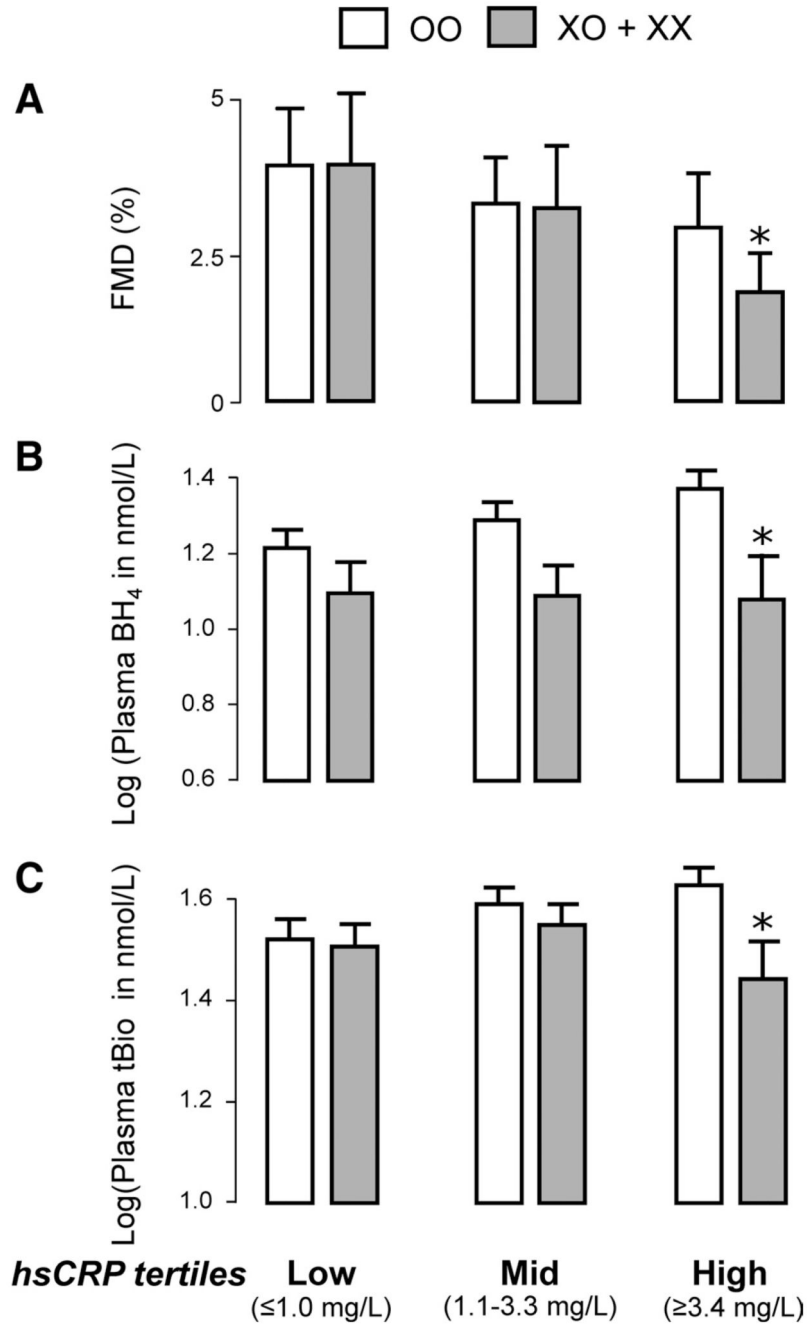 OO XO + XX
A
FMD (%)
5
2.5
0
*
B
Log (Plasma BH₄ in nmol/L)
1.4
1.2
1.0
0.8
0.6
*
C
Log(Plasma tBio in nmol/L)
1.6
1.4
1.2
1.0
*
hsCRP tertiles Low Mid High
(≤1.0 mg/L) (1.1-3.3 mg/L) (≥3.4 mg/L)